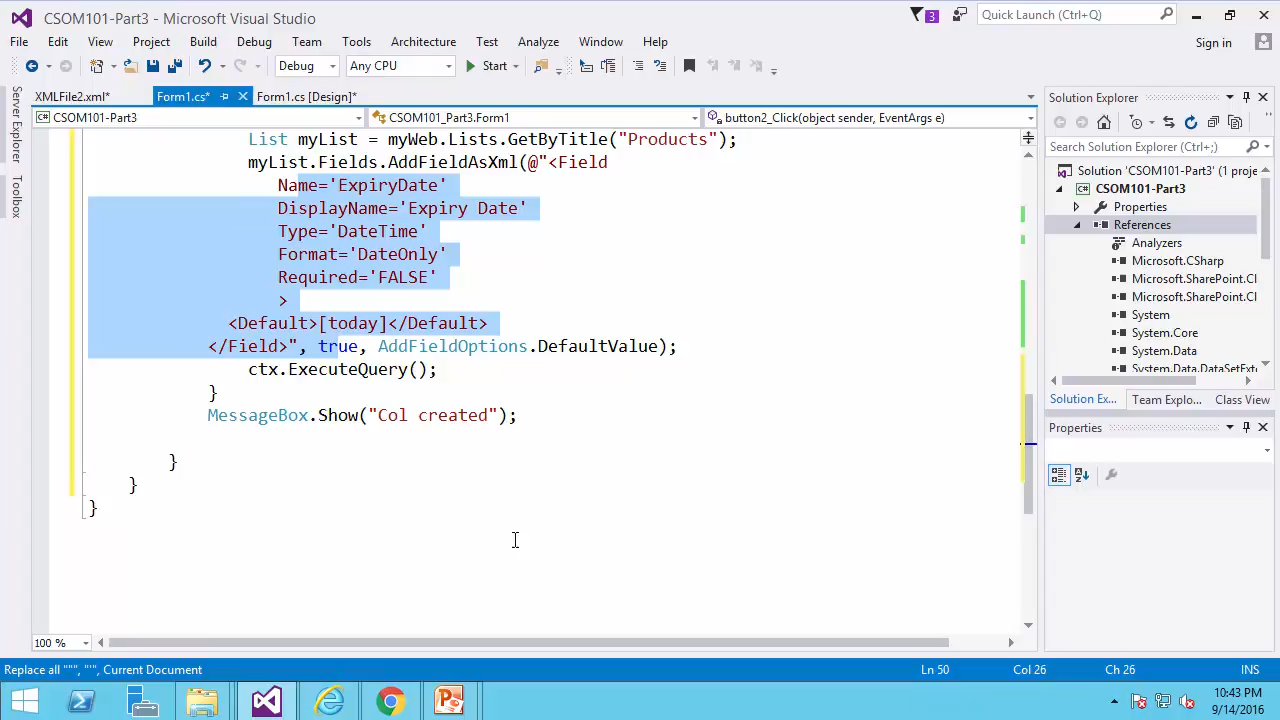 CSOM101-Part3 - Microsoft Visual Studio
3
Quick Launch (Ctrl+Q)
File Edit View Project Build Debug Team Tools Architecture Test Analyze Window Help
Sign in
Debug Any CPU Start
XMLFile2.xml* Form1.cs* Form1.cs [Design]*
CSOM101-Part3 CSOM101_Part3.Form1 button2_Click(object sender, EventArgs e)
Server Explorer
Toolbox
List myList = myWeb.Lists.GetByTitle("Products");
myList.Fields.AddFieldAsXml(@"<Field
Name='ExpiryDate'
DisplayName='Expiry Date'
Type='DateTime'
Format='DateOnly'
Required='FALSE'
>
<Default>[today]</Default>
</Field>", true, AddFieldOptions.DefaultValue);
ctx.ExecuteQuery();
}
MessageBox.Show("Col created");
}
}
}
100 %
Solution Explorer
Search Solution Explorer (Ctrl+;)
Solution 'CSOM101-Part3' (1 proje
CSOM101-Part3
Properties
References
Analyzers
Microsoft.CSharp
Microsoft.SharePoint.Cl
Microsoft.SharePoint.Cl
System
System.Core
System.Data
System.Data.DataSetExt
Solution Ex... Team Explo... Class View
Properties
Replace all """, "'", Current Document
Ln 50 Col 26 Ch 26 INS
10:43 PM
9/14/2016